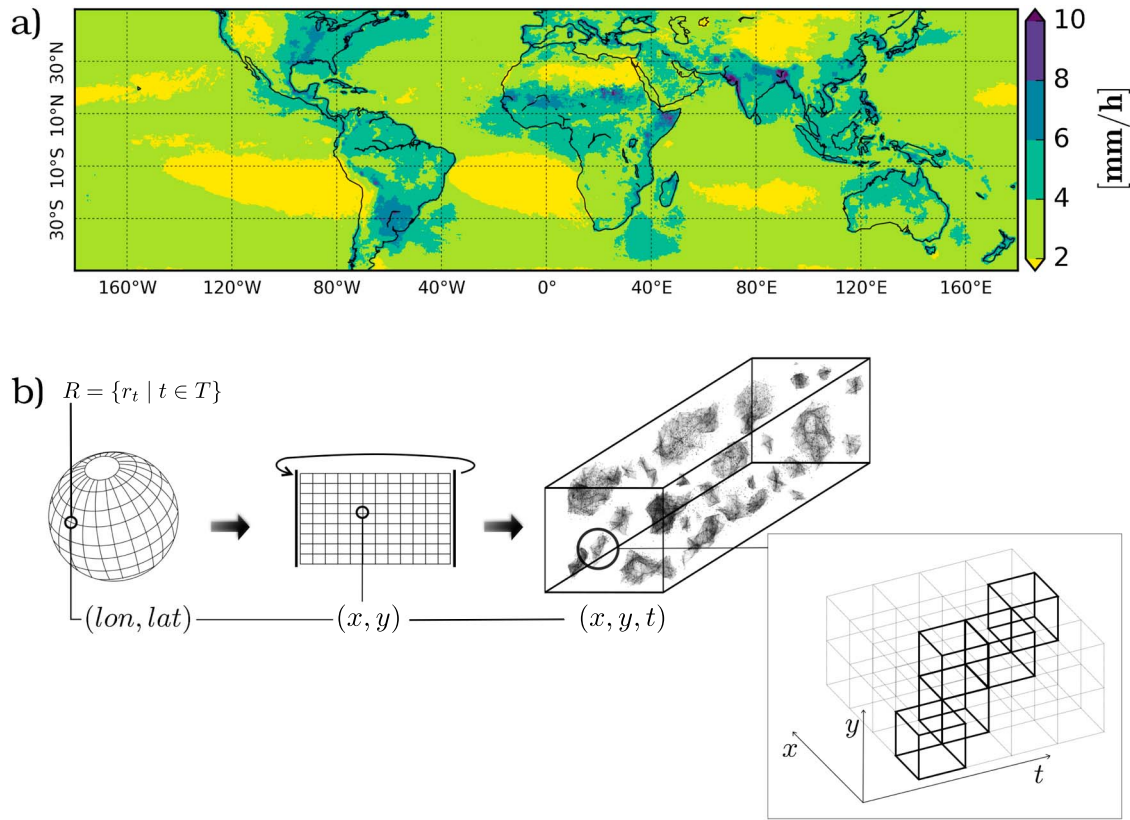 a)
30°N
10°N
10°S
30°S
160°W 120°W 80°W 40°W 0° 40°E 80°E 120°E 160°E
10
8
6
4
2
[mm/h]
b)
R = {r_t | t ∈ T}
(lon, lat)
(x, y)
(x, y, t)
y
x
t